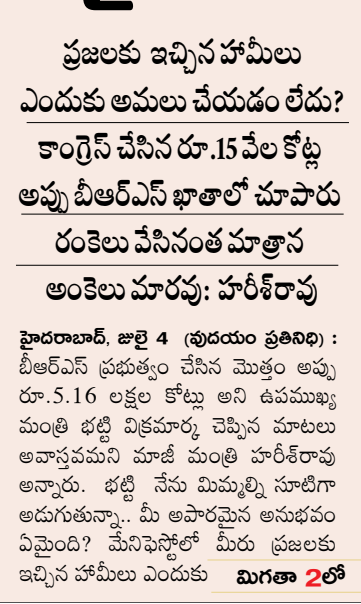 ప్రజలకు ఇచ్చిన హామీలు
ఎందుకు అమలు చేయడం లేదు?
కాంగ్రెస్ చేసిన రూ.15వేల కోట్ల
అప్పు బీఆర్ఎస్ ఖాతాలో చూపారు
రంకెలు వేసినంత మాత్రాన
అంకెలు మారవు: హరీశ్‌రావు
హైదరాబాద్, జులై 4 (వుదయం ప్రతినిధి) :
బీఆర్ఎస్ ప్రభుత్వం చేసిన మొత్తం అప్పు
రూ.5.16 లక్షల కోట్లు అని ఉపముఖ్య
మంత్రి భట్టి విక్రమార్క చెప్పిన మాటలు
అవాస్తవమని మాజీ మంత్రి హరీశ్‌రావు
అన్నారు. భట్టి నేను మిమ్మల్ని సూటిగా
అడుగుతున్నా.. మీ అపారమైన అనుభవం
ఏమైంది? మేనిఫెస్టోలో మీరు ప్రజలకు
ఇచ్చిన హామీలు ఎందుకు మిగతా 2లో